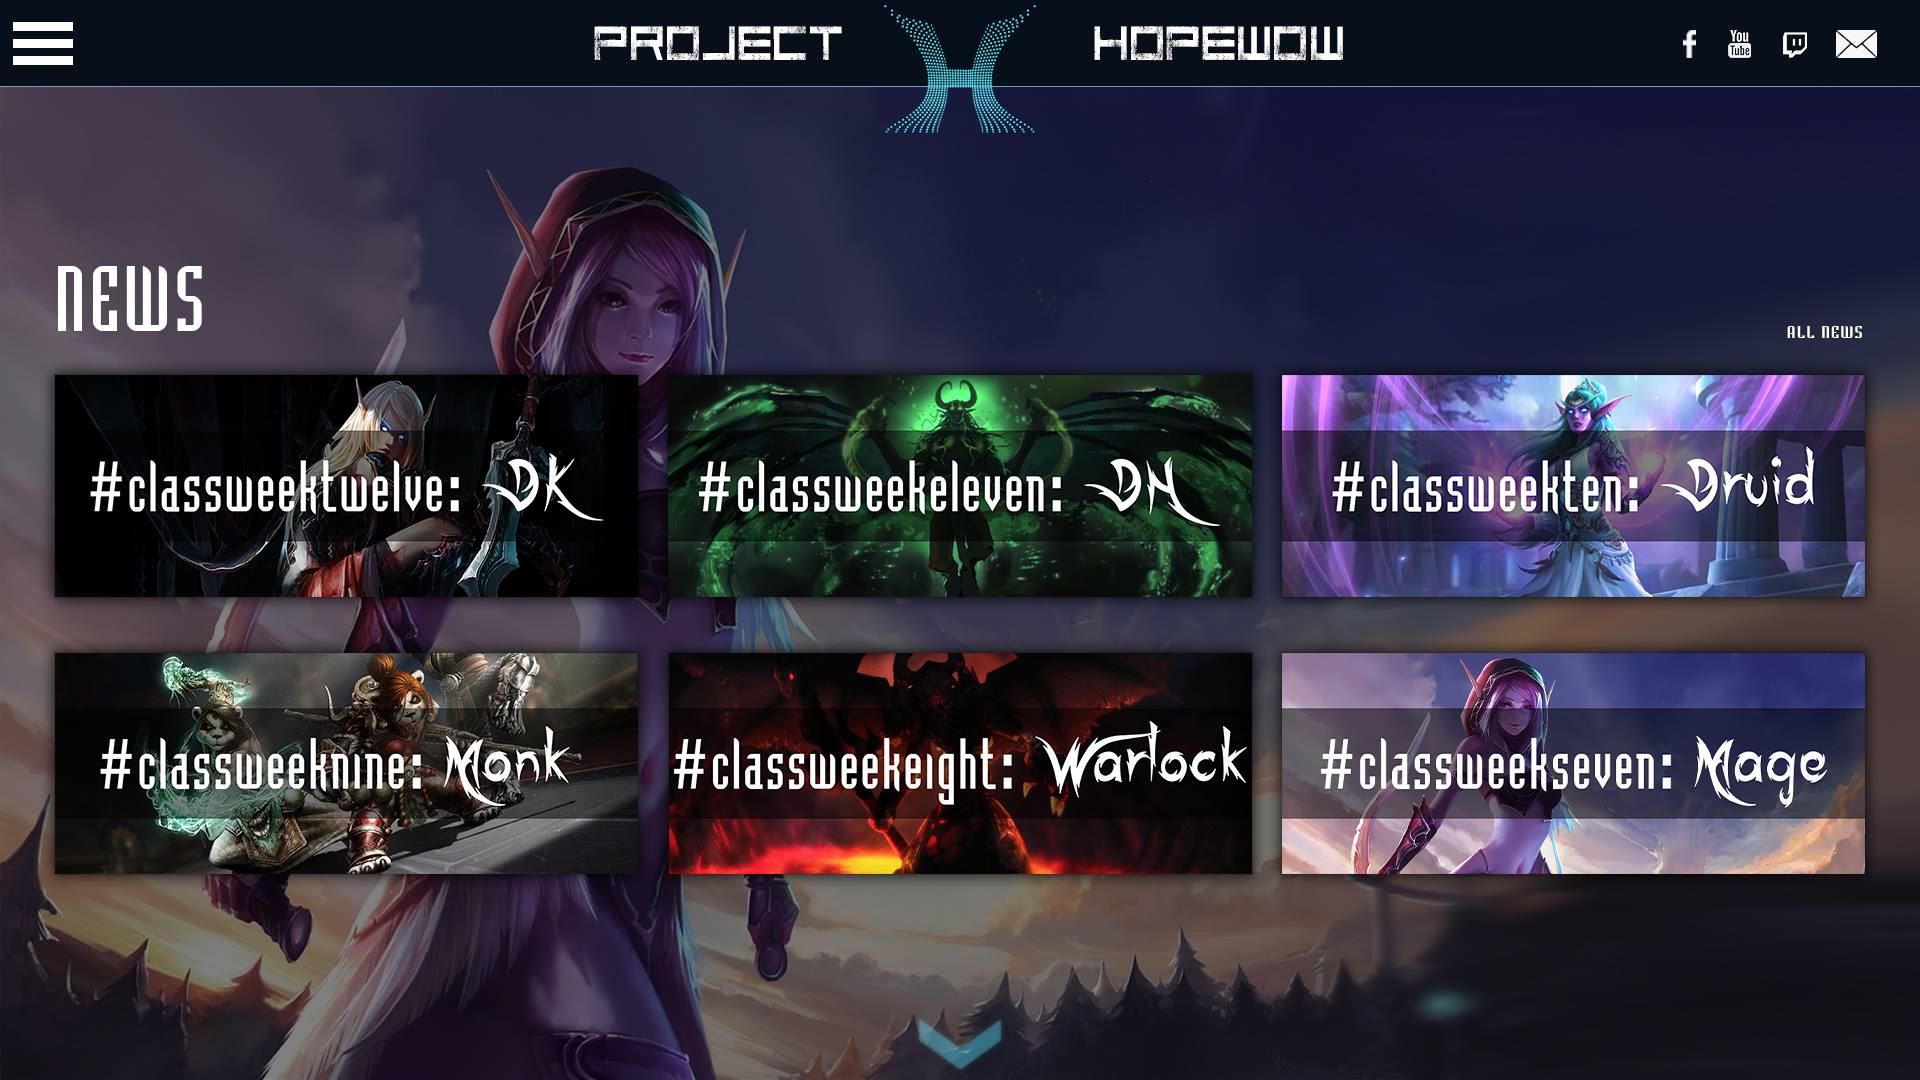 PROJECT HOPEWOW
You
Tube
NEWS
ALL NEWS
#classweektwelve: DK
#classweekeleven: DH
#classweekten: Druid
#classweeknine: Monk
#classweekeight: Warlock
#classweekseven: Mage